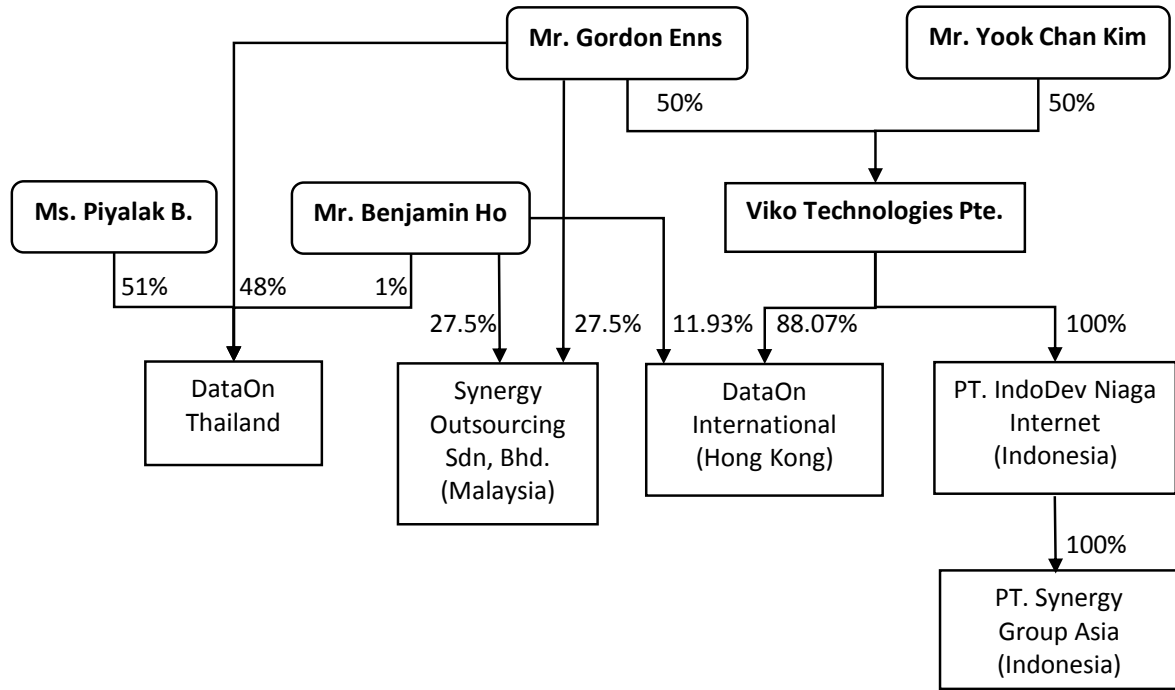 Mr. Gordon Enns
Mr. Yook Chan Kim
50%
50%
Ms. Piyalak B.
Mr. Benjamin Ho
Viko Technologies Pte.
51%
48%
1%
27.5%
27.5%
11.93%
88.07%
100%
DataOn
Thailand
Synergy
Outsourcing
Sdn, Bhd.
(Malaysia)
DataOn
International
(Hong Kong)
PT. IndoDev Niaga
Internet
(Indonesia)
100%
PT. Synergy
Group Asia
(Indonesia)